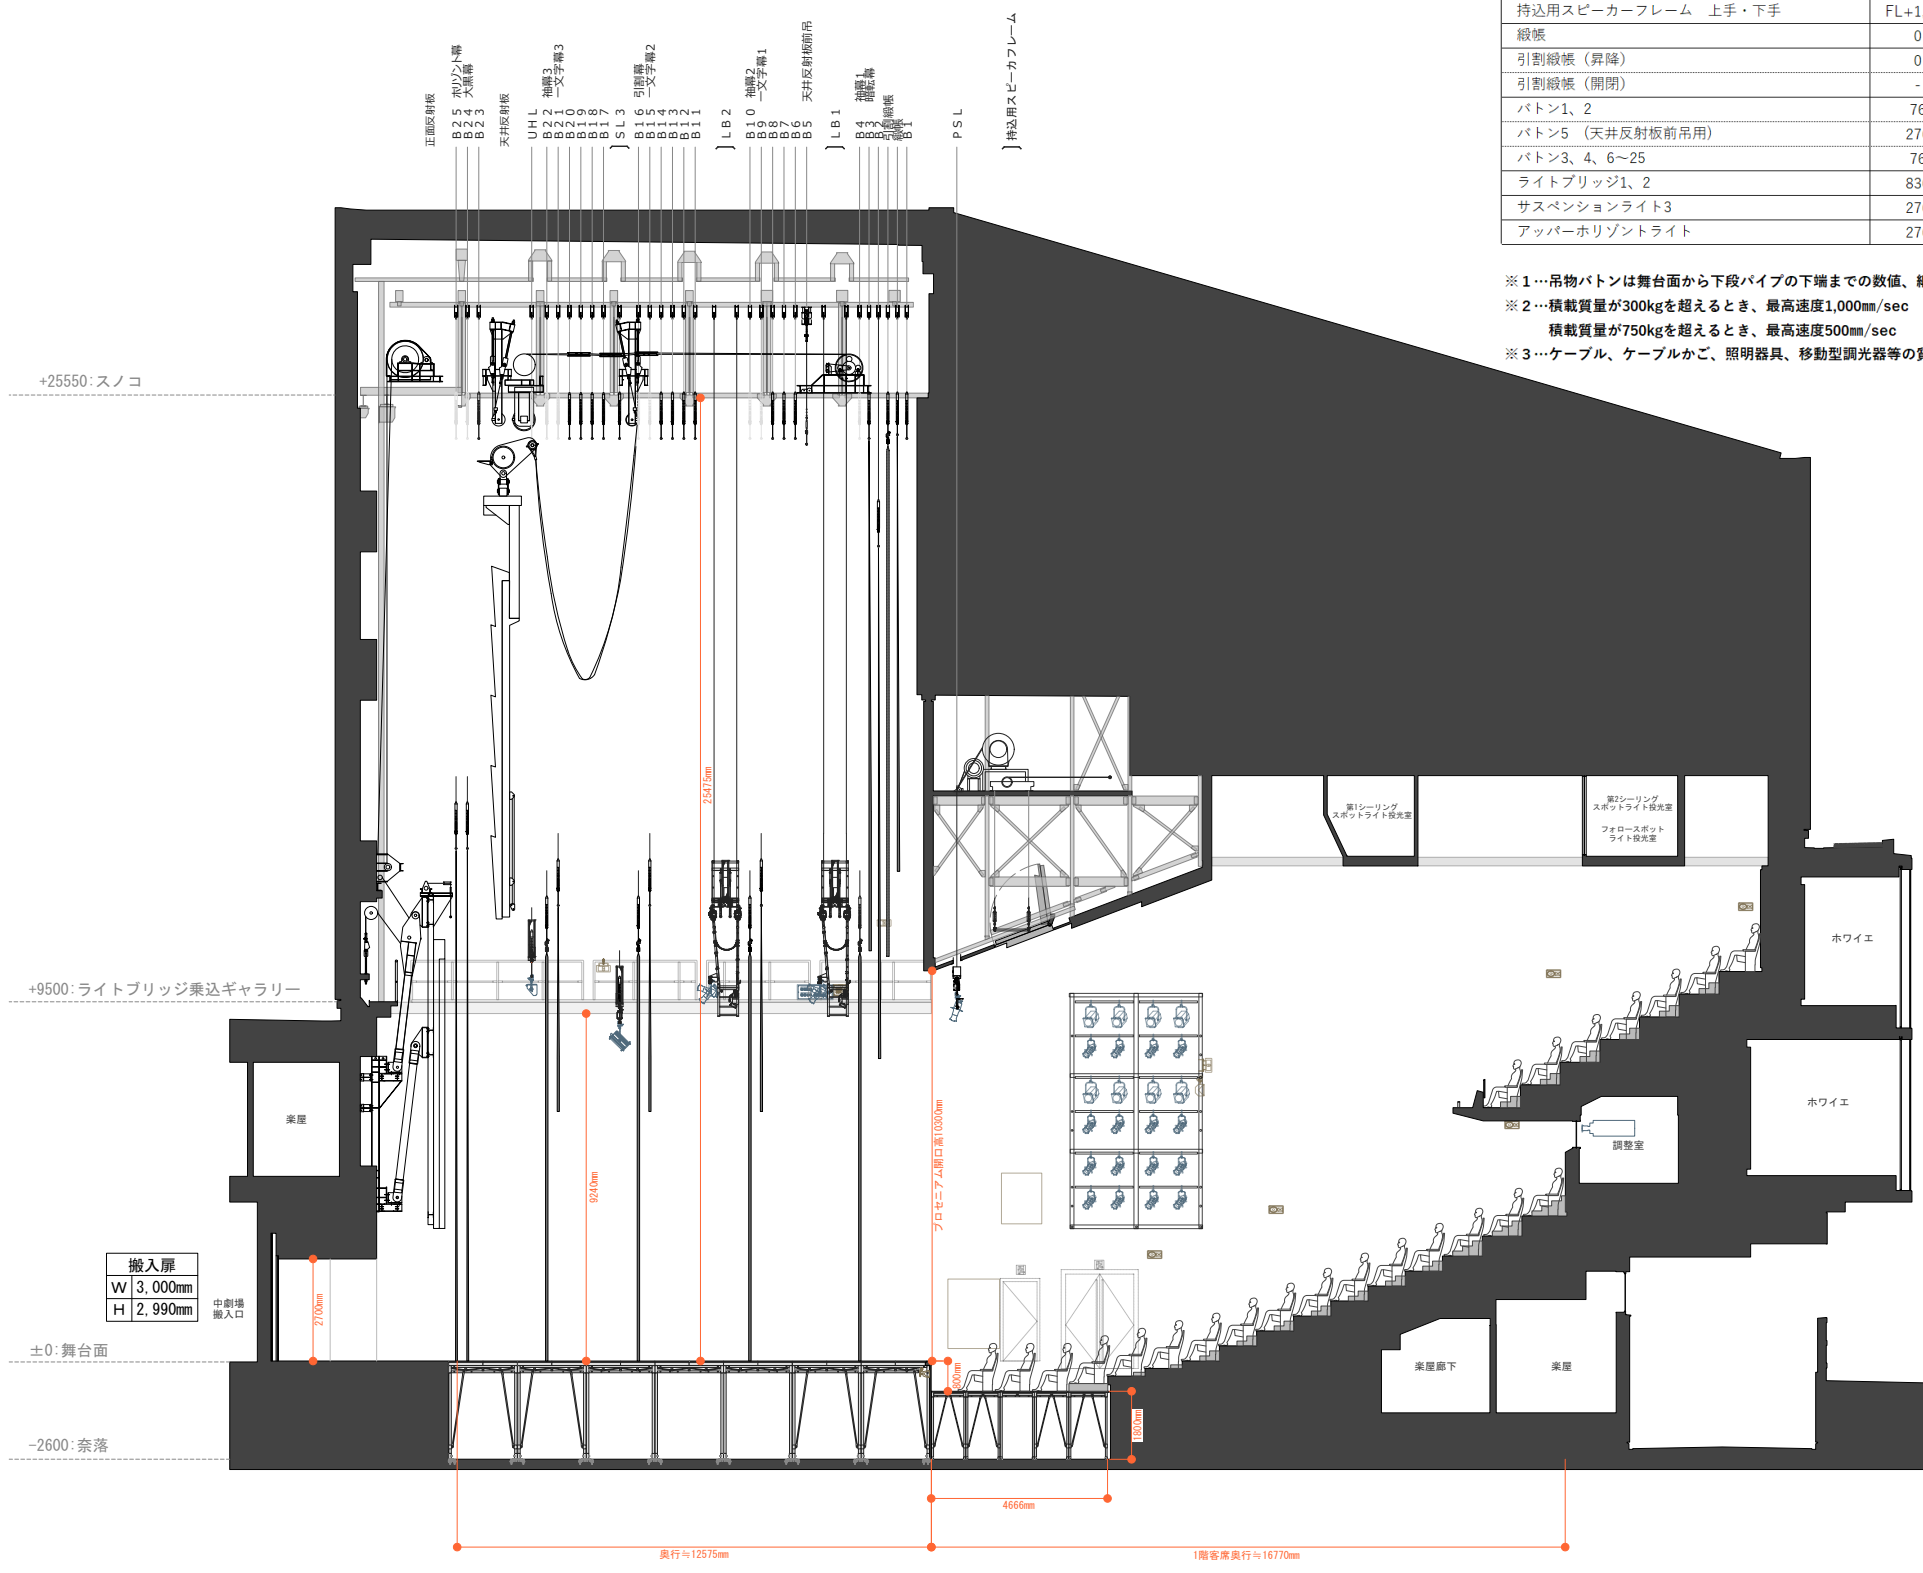 持込用スピーカーフレーム　上手・下手 FL+1
緞帳 0
引割緞帳（昇降） 0
引割緞帳（開閉） -
バトン1、2 76
バトン5　（天井反射板前吊用） 27
バトン3、4、6〜25 76
ライトブリッジ1、2 83
サスペンションライト3 27
アッパーホリゾントライト 27
※１…吊物バトンは舞台面から下段パイプの下端までの数値、
※２…積載質量が300kgを超えるとき、最高速度1,000㎜/sec
積載質量が750kgを超えるとき、最高速度500㎜/sec
※３…ケーブル、ケーブルかご、照明器具、移動型調光器等の
正面反射板
B25 ホリゾント幕
B24 大黒幕
B23
天井反射板
UHL
B22 袖幕3
B21 一文字幕3
B20
B19
B18
B17
SL3
B16 引割幕
B15 一文字幕2
B14
B13
B12
B11
LB2
B10 袖幕2
B9 一文字幕1
B8
B7
B6
B5 天井反射板前吊
LB1
B4 袖幕1
B3 暗転幕
B2
引割緞帳
緞帳
B1
PSL
持込用スピーカフレーム
+25550:スノコ
25475mm
第1シーリング
スポットライト投光室
第2シーリング
スポットライト投光室
フォロースポット
ライト投光室
ホワイエ
+9500:ライトブリッジ乗込ギャラリー
楽屋
9240mm
プロセニアム開口高10300mm
ホワイエ
調整室
搬入扉
W 3,000mm
H 2,990mm
中劇場
搬入口
2700mm
±0:舞台面
800mm
楽屋廊下
楽屋
1800mm
-2600:奈落
4666mm
奥行≒12575mm
1階客席奥行≒16770mm